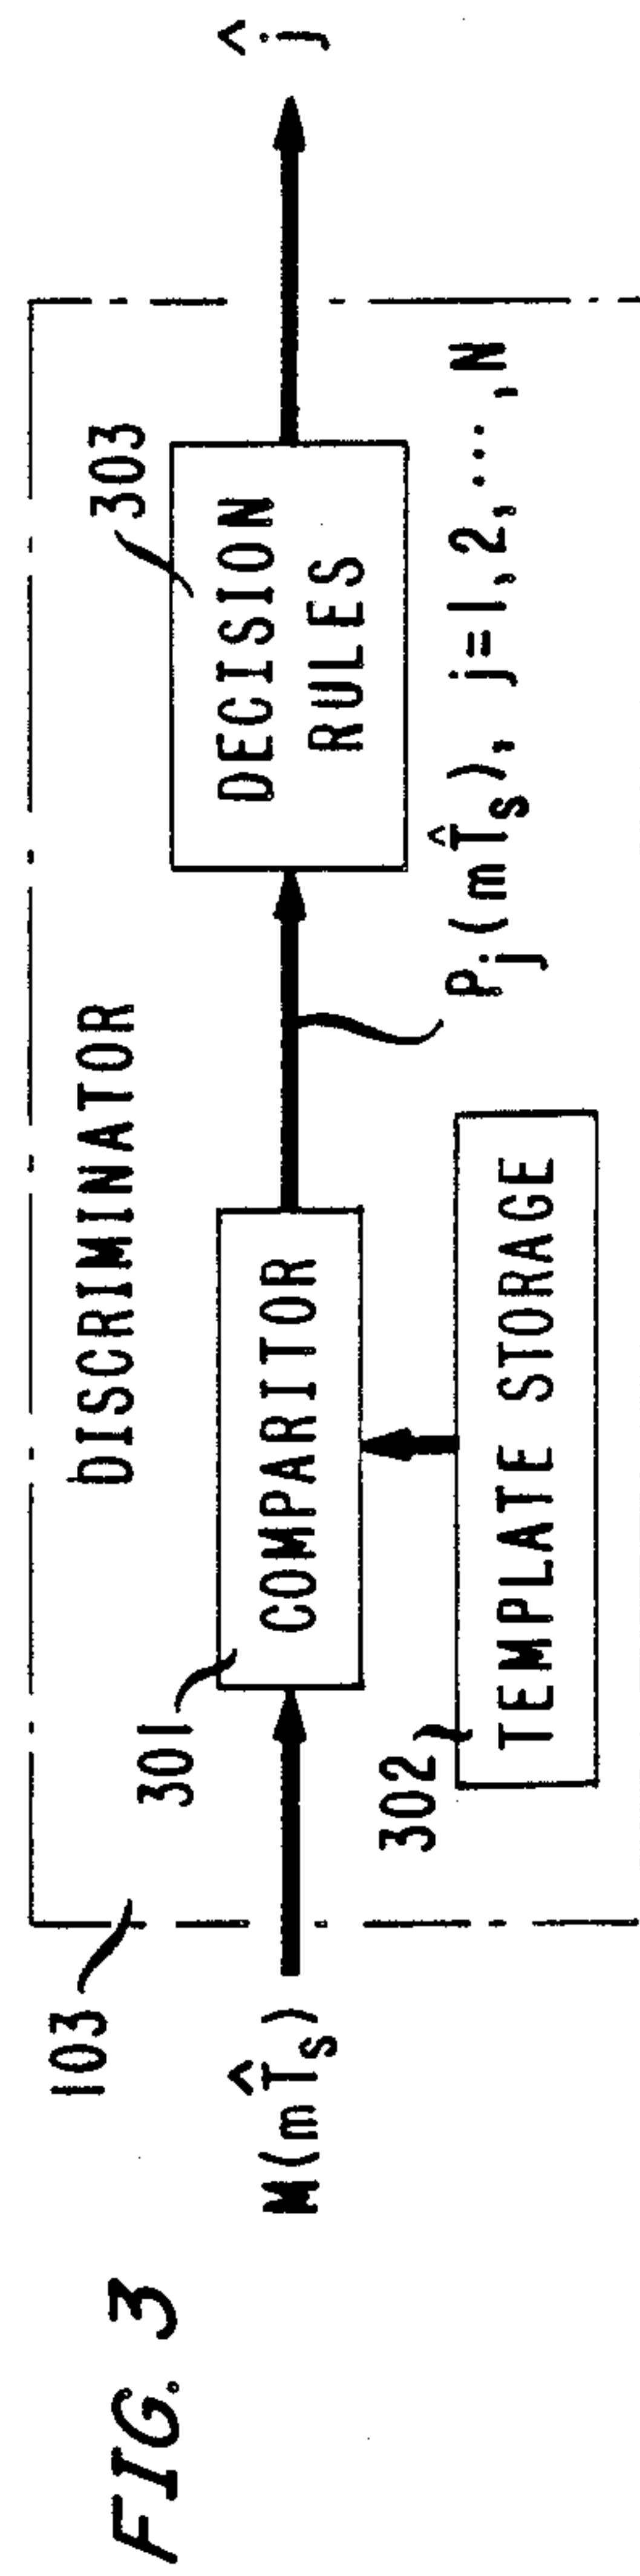 FIG. 3
103
DISCRIMINATOR
M(mT̂s)
301
COMPARITOR
302
TEMPLATE STORAGE
Pj(mT̂s), j=1,2,···,N
303
DECISION
RULES
ĵ